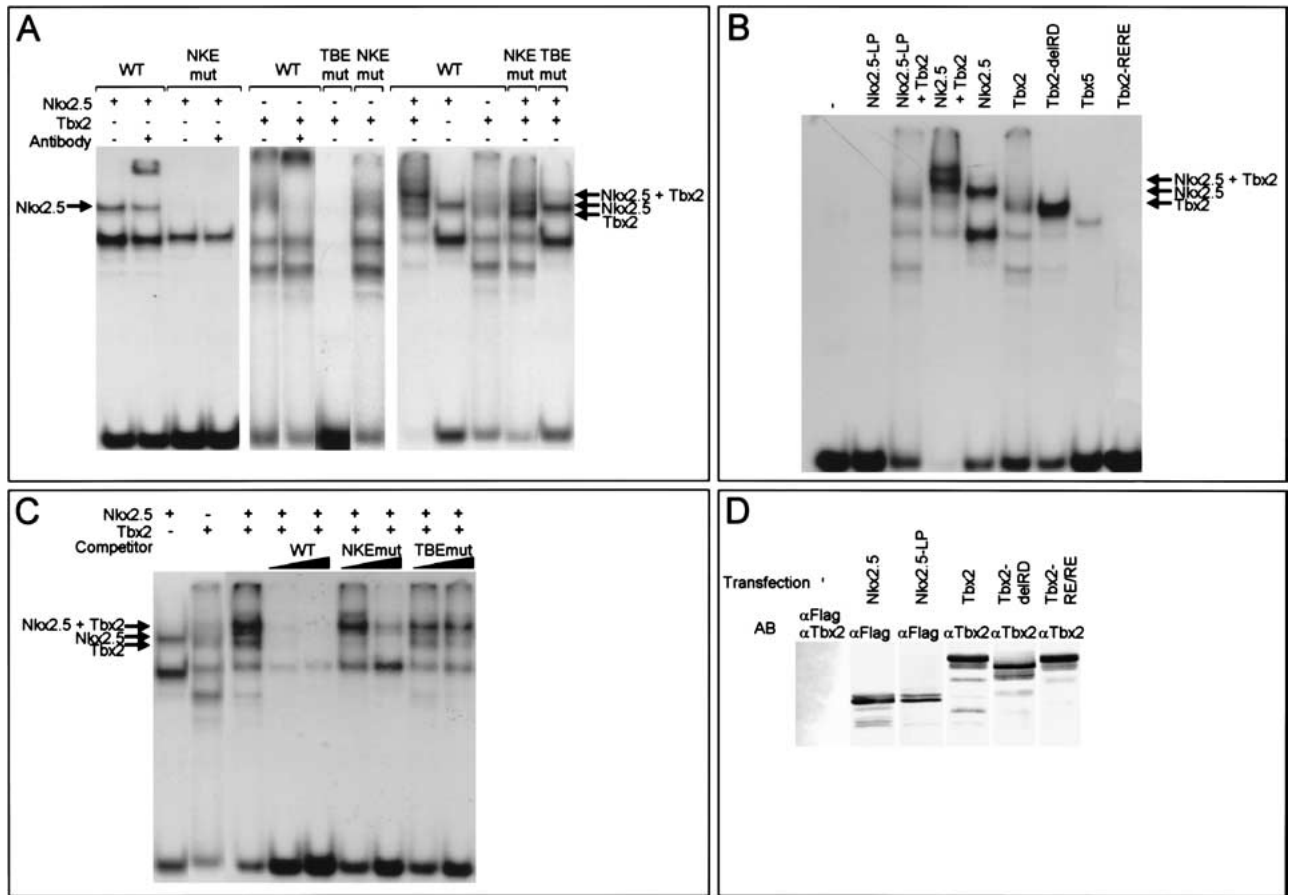 A
WT
NKE mut
WT
TBE mut
NKE mut
WT
NKE mut
TBE mut
Nkx2.5 + + + + - - - - + + - + +
Tbx2 - - - - + + + + + - + + +
Antibody - + - + - + - -
Nkx2.5
Nkx2.5 + Tbx2
Nkx2.5
Tbx2
B
-
Nkx2.5-LP
Nkx2.5-LP + Tbx2
Nk2.5 + Tbx2
Nkx2.5
Tbx2
Tbx2-delRD
Tbx5
Tbx2-RERE
Nkx2.5 + Tbx2
Nkx2.5
Tbx2
C
Nkx2.5 + - + + + + + + +
Tbx2 - + + + + + + + +
Competitor WT NKEmut TBEmut
Nkx2.5 + Tbx2
Nkx2.5
Tbx2
D
Transfection - Nkx2.5 Nkx2.5-LP Tbx2 Tbx2-delRD Tbx2-RE/RE
αFlag
AB αTbx2 αFlag αFlag αTbx2 αTbx2 αTbx2